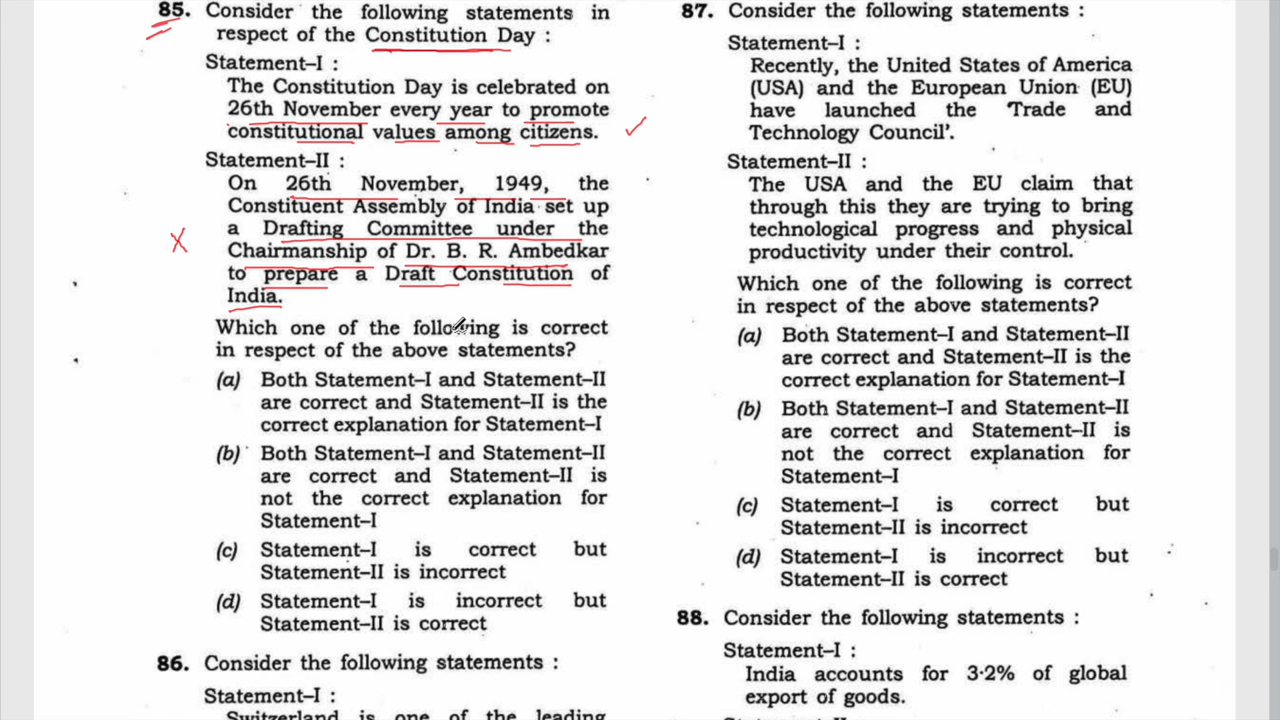 85. Consider the following statements in
respect of the Constitution Day :
Statement–I :
The Constitution Day is celebrated on
26th November every year to promote
constitutional values among citizens.
Statement–II :
On 26th November, 1949, the
Constituent Assembly of India set up
a Drafting Committee under the
Chairmanship of Dr. B. R. Ambedkar
to prepare a Draft Constitution of
India.
Which one of the following is correct
in respect of the above statements?
(a) Both Statement–I and Statement–II
are correct and Statement–II is the
correct explanation for Statement–I
(b) Both Statement–I and Statement–II
are correct and Statement–II is
not the correct explanation for
Statement–I
(c) Statement–I is correct but
Statement–II is incorrect
(d) Statement–I is incorrect but
Statement–II is correct
86. Consider the following statements :
Statement–I :
Switzerland is one of the leading
87. Consider the following statements :
Statement–I :
Recently, the United States of America
(USA) and the European Union (EU)
have launched the 'Trade and
Technology Council'.
Statement–II :
The USA and the EU claim that
through this they are trying to bring
technological progress and physical
productivity under their control.
Which one of the following is correct
in respect of the above statements?
(a) Both Statement–I and Statement–II
are correct and Statement–II is the
correct explanation for Statement–I
(b) Both Statement–I and Statement–II
are correct and Statement–II is
not the correct explanation for
Statement–I
(c) Statement–I is correct but
Statement–II is incorrect
(d) Statement–I is incorrect but
Statement–II is correct
88. Consider the following statements :
Statement–I :
India accounts for 3·2% of global
export of goods.